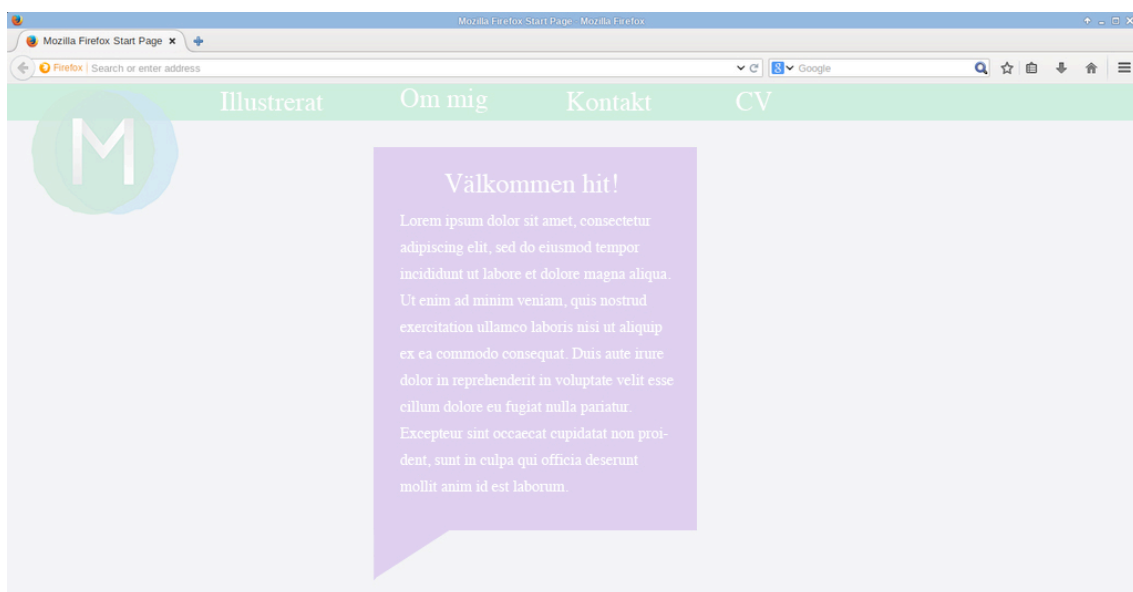 Mozilla Firefox Start Page - Mozilla Firefox
Mozilla Firefox Start Page
Firefox Search or enter address
8 Google
Illustrerat Om mig Kontakt CV
M
Välkommen hit!
Lorem ipsum dolor sit amet, consectetur
adipiscing elit, sed do eiusmod tempor
incididunt ut labore et dolore magna aliqua.
Ut enim ad minim veniam, quis nostrud
exercitation ullamco laboris nisi ut aliquip
ex ea commodo consequat. Duis aute irure
dolor in reprehenderit in voluptate velit esse
cillum dolore eu fugiat nulla pariatur.
Excepteur sint occaecat cupidatat non proi-
dent, sunt in culpa qui officia deserunt
mollit anim id est laborum.